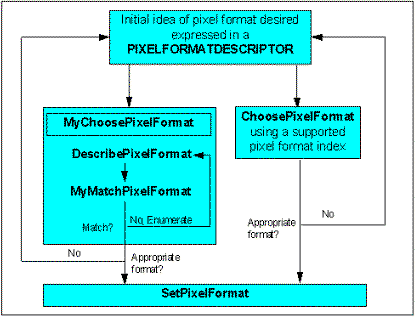 Initial idea of pixel format desired
expressed in a
PIXELFORMATDESCRIPTOR
MyChoosePixelFormat
DescribePixelFormat
MyMatchPixelFormat
Match?
No, Enumerate
ChoosePixelFormat
using a supported
pixel format index
No
Appropriate
format?
No
Appropriate
format?
SetPixelFormat